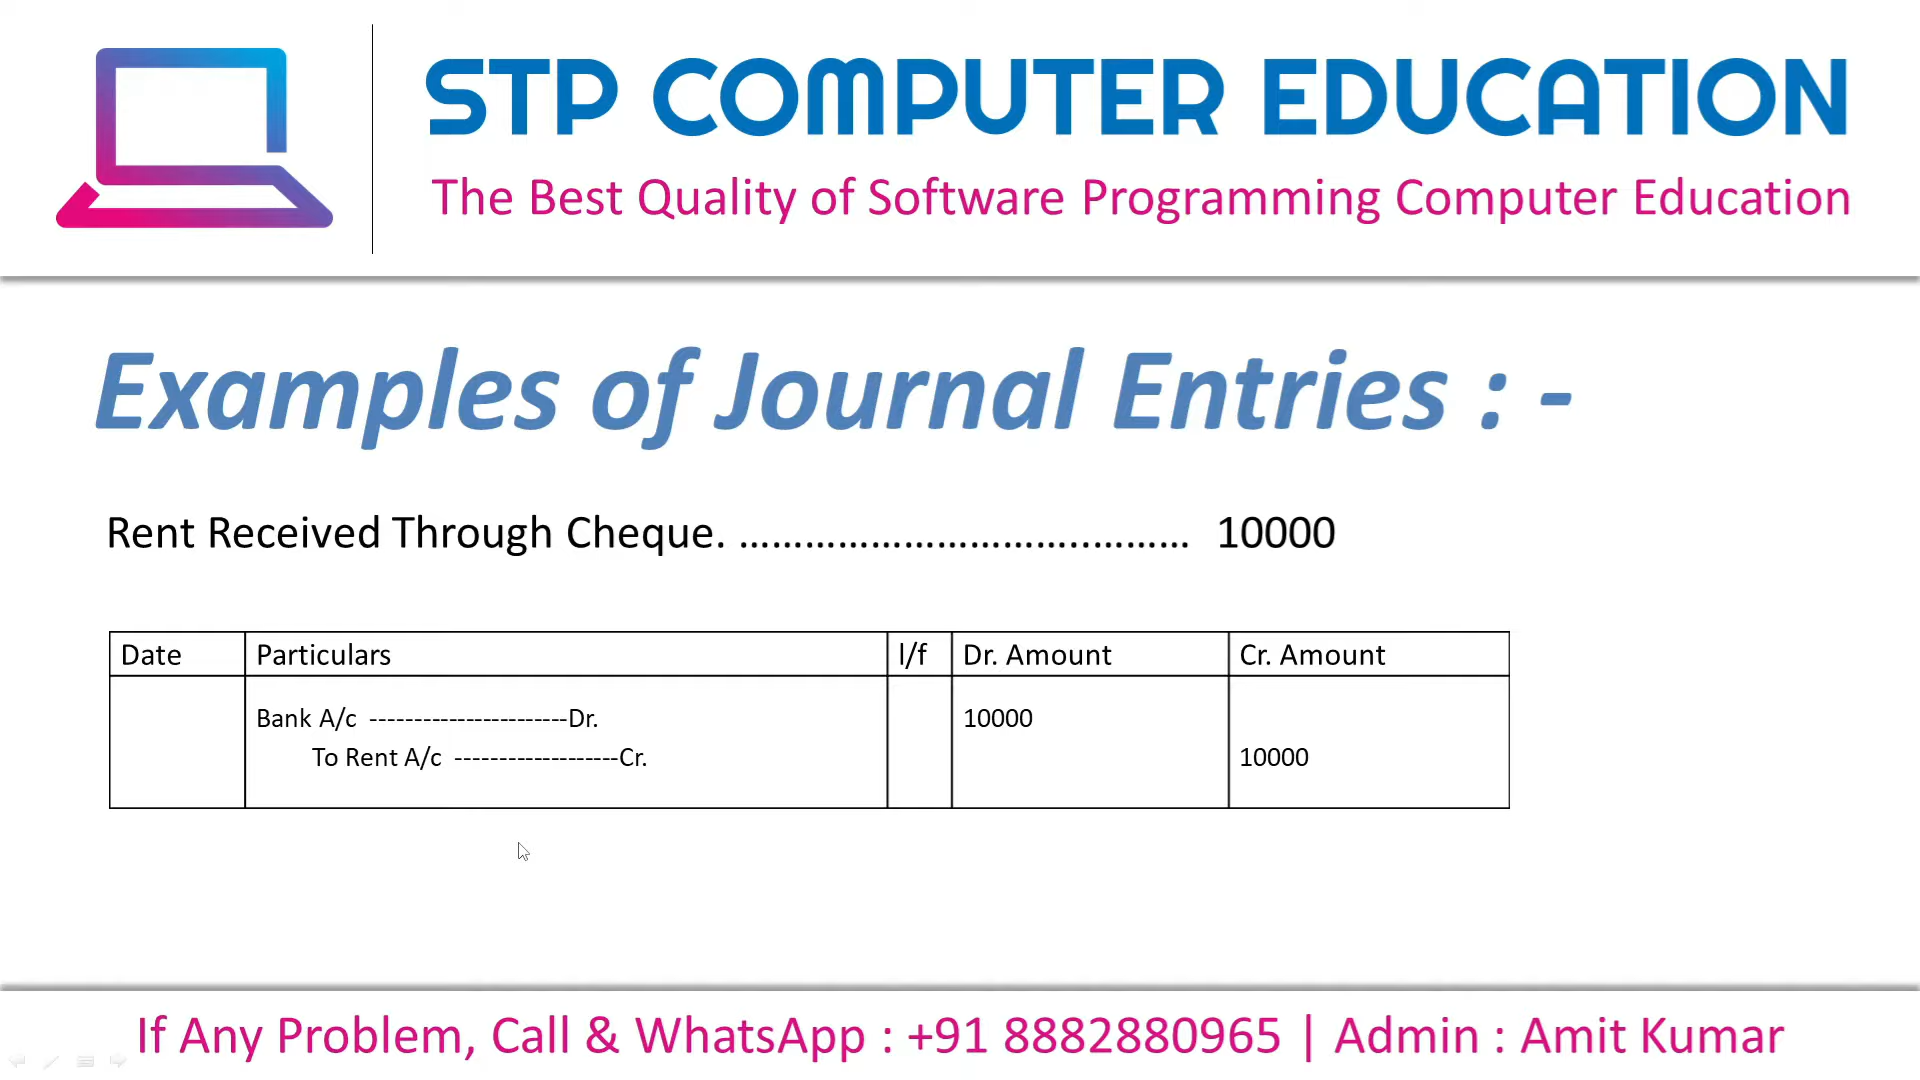 STP COMPUTER EDUCATION
The Best Quality of Software Programming Computer Education
Examples of Journal Entries : -
Rent Received Through Cheque. ……………………………..……… 10000
Date Particulars l/f Dr. Amount Cr. Amount
Bank A/c ----------------------Dr. 10000
To Rent A/c -------------------Cr. 10000
If Any Problem, Call & WhatsApp : +91 8882880965 | Admin : Amit Kumar